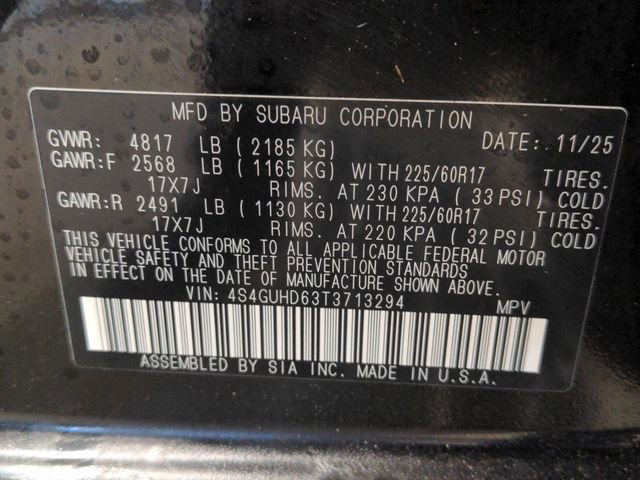 MFD BY SUBARU CORPORATION
GVWR: 4817 LB ( 2185 KG) DATE: 11/25
GAWR:F 2568 LB ( 1165 KG) WITH 225/60R17 TIRES.
17X7J RIMS. AT 230 KPA ( 33 PSI) COLD
GAWR:R 2491 LB ( 1130 KG) WITH 225/60R17 TIRES.
17X7J RIMS. AT 220 KPA ( 32 PSI) COLD
THIS VEHICLE CONFORMS TO ALL APPLICABLE FEDERAL MOTOR
VEHICLE SAFETY AND THEFT PREVENTION STANDARDS
IN EFFECT ON THE DATE OF MANUFACTURE SHOWN ABOVE.
VIN: 4S4GUHD63T3713294 MPV
ASSEMBLED BY SIA INC. MADE IN U.S.A.